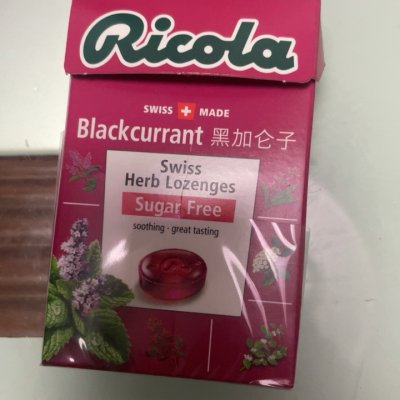 Ricola
SWISS MADE
Blackcurrant 黑加仑子
Swiss
Herb Lozenges
Sugar Free
soothing · great tasting